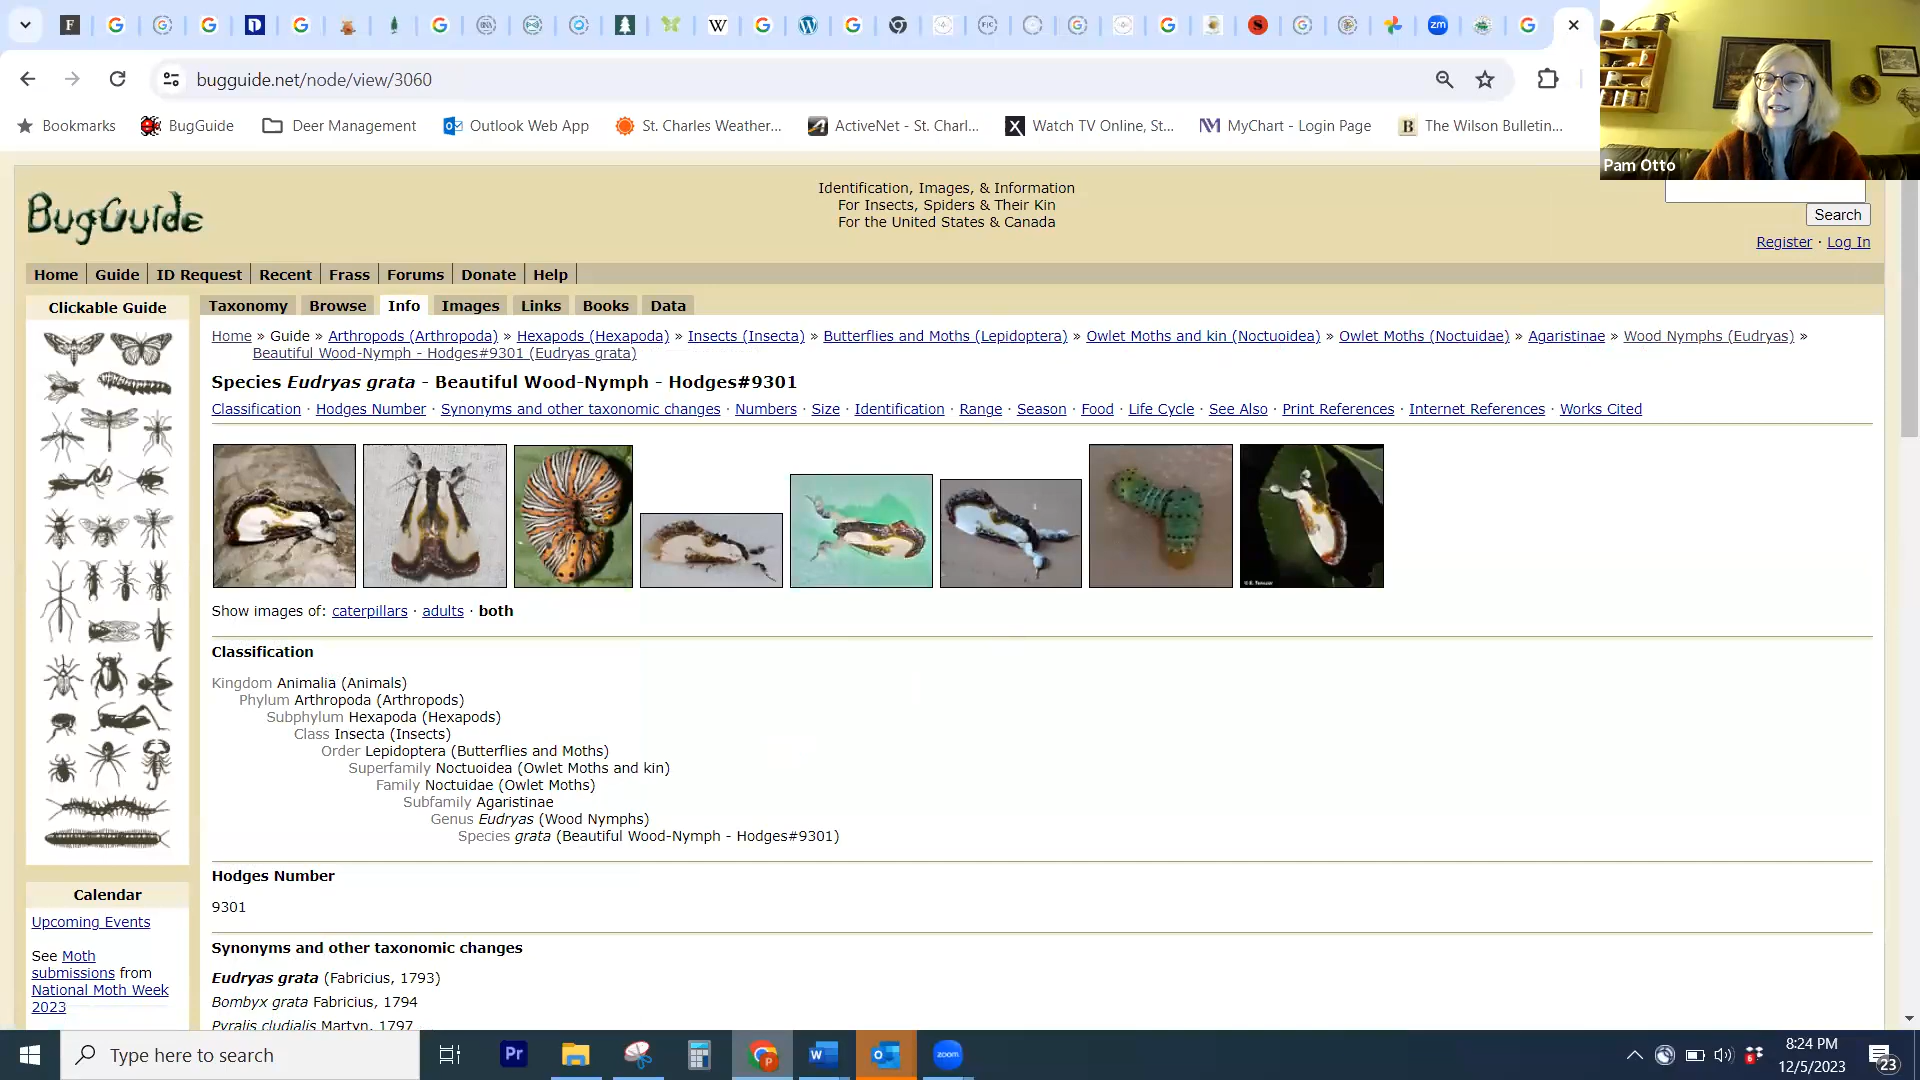 bugguide.net/node/view/3060
Bookmarks BugGuide Deer Management Outlook Web App St. Charles Weather... ActiveNet - St. Charl... Watch TV Online, St... MyChart - Login Page The Wilson Bulletin...
Pam Otto
BugGuide
Identification, Images, & Information
For Insects, Spiders & Their Kin
For the United States & Canada
Search
Register · Log In
Home Guide ID Request Recent Frass Forums Donate Help
Clickable Guide
Taxonomy Browse Info Images Links Books Data
Home » Guide » Arthropods (Arthropoda) » Hexapods (Hexapoda) » Insects (Insecta) » Butterflies and Moths (Lepidoptera) » Owlet Moths and kin (Noctuoidea) » Owlet Moths (Noctuidae) » Agaristinae » Wood Nymphs (Eudryas) »
Beautiful Wood-Nymph - Hodges#9301 (Eudryas grata)
Species Eudryas grata - Beautiful Wood-Nymph - Hodges#9301
Classification · Hodges Number · Synonyms and other taxonomic changes · Numbers · Size · Identification · Range · Season · Food · Life Cycle · See Also · Print References · Internet References · Works Cited
Show images of: caterpillars · adults · both
Classification
Kingdom Animalia (Animals)
Phylum Arthropoda (Arthropods)
Subphylum Hexapoda (Hexapods)
Class Insecta (Insects)
Order Lepidoptera (Butterflies and Moths)
Superfamily Noctuoidea (Owlet Moths and kin)
Family Noctuidae (Owlet Moths)
Subfamily Agaristinae
Genus Eudryas (Wood Nymphs)
Species grata (Beautiful Wood-Nymph - Hodges#9301)
Hodges Number
9301
Synonyms and other taxonomic changes
Eudryas grata (Fabricius, 1793)
Bombyx grata Fabricius, 1794
Pyralis cludialis Martyn, 1797
Calendar
Upcoming Events
See Moth
submissions from
National Moth Week
2023
Type here to search
8:24 PM
12/5/2023
23